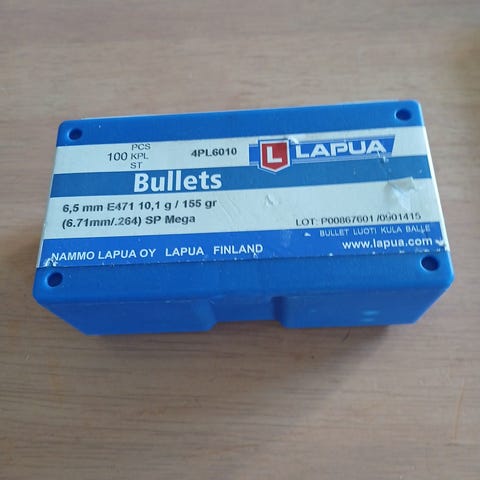 PCS
100 KPL
ST
4PL6010
L LAPUA
Bullets
6,5 mm E471 10,1 g / 155 gr
(6.71mm/.264) SP Mega
LOT: P00867601 /0901415
BULLET LUOTI KULA BALLE
NAMMO LAPUA OY LAPUA FINLAND
www.lapua.com